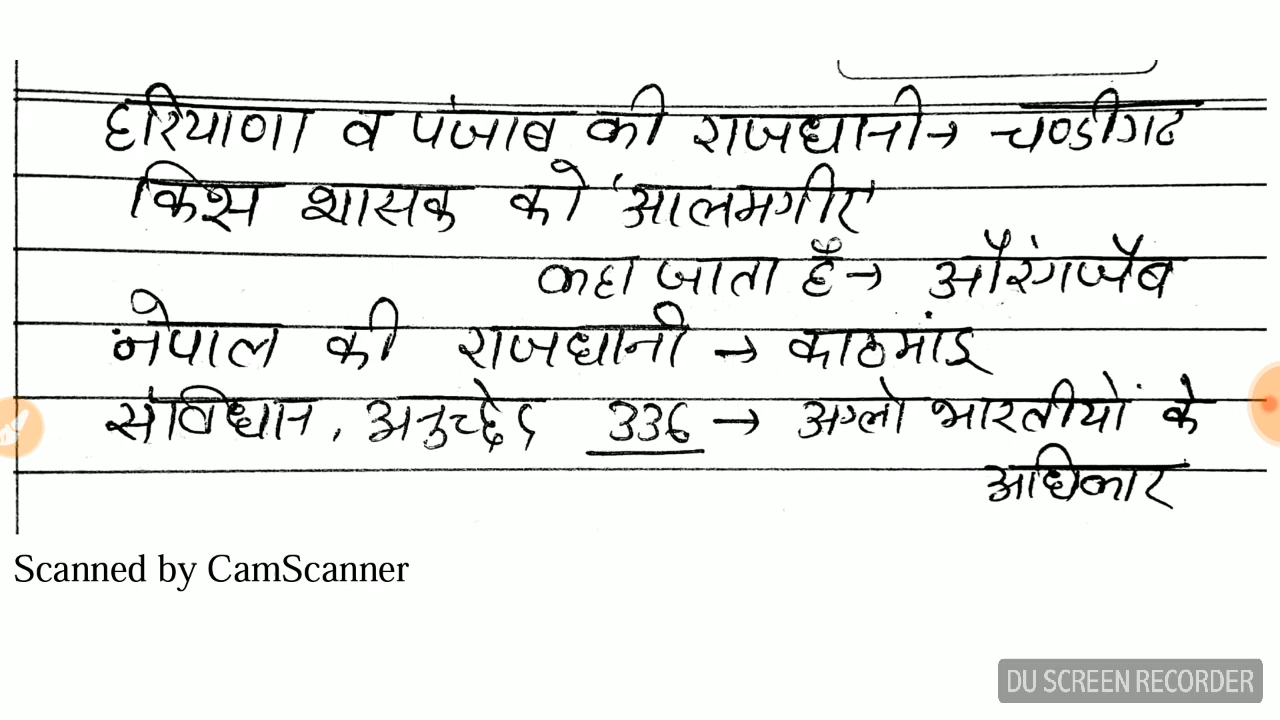 हरियाणा व पंजाब की राजधानी → चण्डीगढ
किस शासक को 'आलमगीर'
कहा जाता हैं → औरंगजैब
नेपाल की राजधानी → काठमांडू
संविधान, अनुच्छेद 336 → अग्लो भारतीयों के
अधिकार
Scanned by CamScanner
DU SCREEN RECORDER